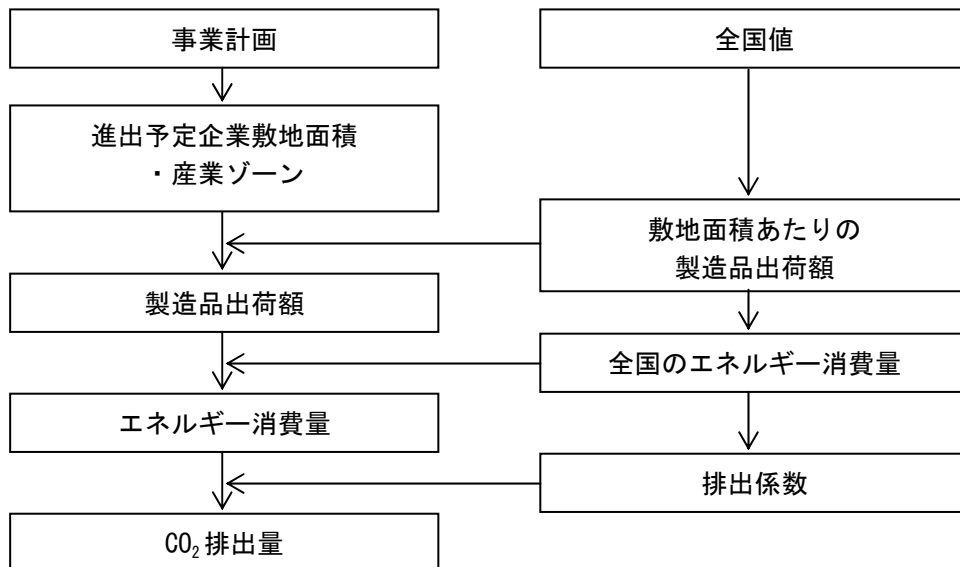 事業計画
全国値
進出予定企業敷地面積
・産業ゾーン
敷地面積あたりの
製造品出荷額
製造品出荷額
全国のエネルギー消費量
エネルギー消費量
排出係数
CO₂排出量